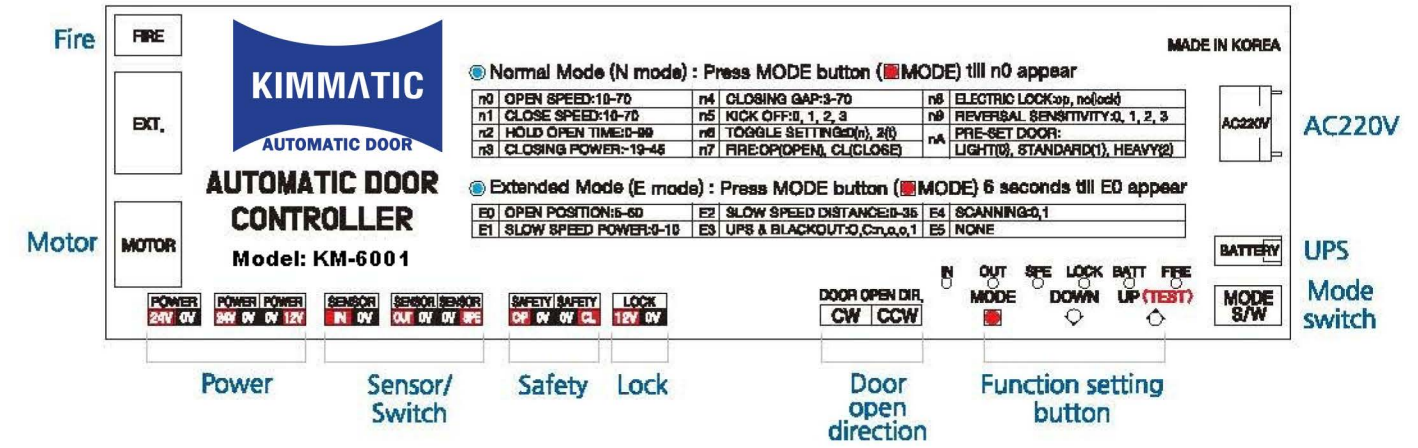 Fire
FIRE
MADE IN KOREA
KIMMATIC
AUTOMATIC DOOR
EXT.
AUTOMATIC DOOR
CONTROLLER
Model: KM-6001
Normal Mode (N mode) : Press MODE button (MODE) till n0 appear
n0 OPEN SPEED:10-70 n4 CLOSING GAP:3-70 n8 ELECTRIC LOCK:op, no(lock)
n1 CLOSE SPEED:10-70 n5 KICK OFF:0, 1, 2, 3 n9 REVERSAL SENSITIVITY:0, 1, 2, 3
n2 HOLD OPEN TIME:0-99 n6 TOGGLE SETTING:0(n), 2(t) nA PRE-SET DOOR:
n3 CLOSING POWER:-19-45 n7 FIRE:OP(OPEN), CL(CLOSE) LIGHT(0), STANDARD(1), HEAVY(2)
AC220V
AC220V
Extended Mode (E mode) : Press MODE button (MODE) 6 seconds till E0 appear
E0 OPEN POSITION:5-60 E2 SLOW SPEED DISTANCE:0-35 E4 SCANNING:0,1
E1 SLOW SPEED POWER:0-10 E3 UPS & BLACKOUT:O,C:n,o,o,1 E5 NONE
Motor
MOTOR
BATTERY
UPS
IN OUT SPE LOCK BATT FIRE
POWER POWER POWER SENSOR SENSOR SENSOR SAFETY SAFETY LOCK
24V 0V 24V 0V 0V 12V IN 0V OUT 0V 0V SPE OP 0V 0V CL 12V 0V
DOOR OPEN DIR.
CW CCW
MODE DOWN UP (TEST)
MODE
S/W
Mode
switch
Power
Sensor/
Switch
Safety
Lock
Door
open
direction
Function setting
button